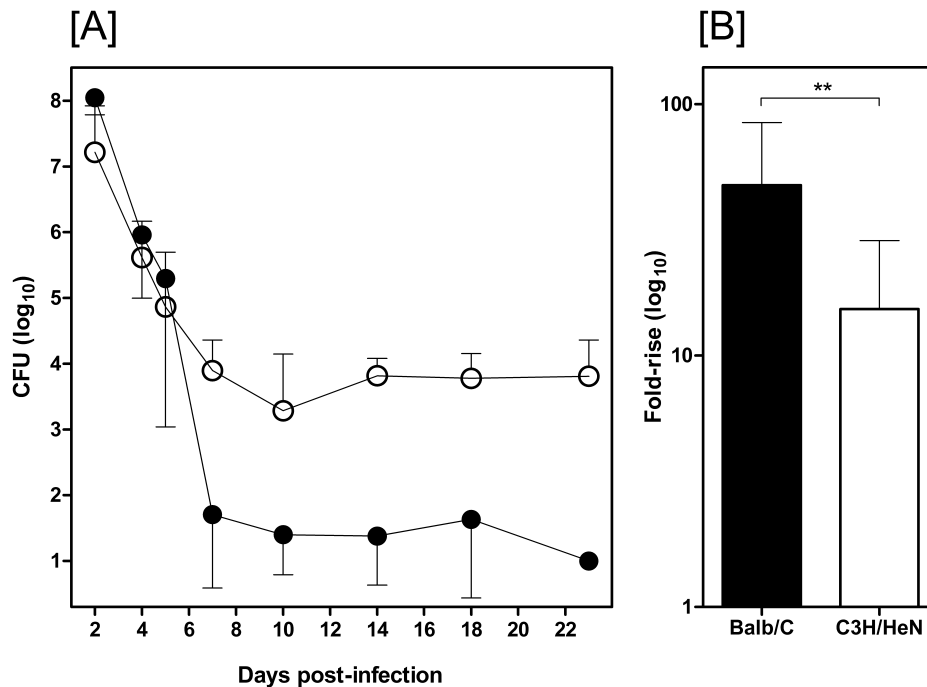 [A]
CFU (log10)
8
7
6
5
4
3
2
1
2 4 6 8 10 12 14 16 18 20 22
Days post-infection
[B]
**
Fold-rise (log10)
100
10
1
Balb/C C3H/HeN